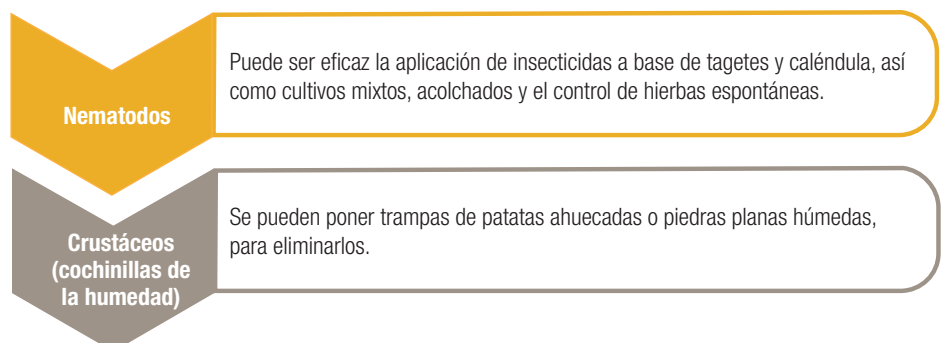 Nematodos
Puede ser eficaz la aplicación de insecticidas a base de tagetes y caléndula, así
como cultivos mixtos, acolchados y el control de hierbas espontáneas.
Crustáceos
(cochinillas de
la humedad)
Se pueden poner trampas de patatas ahuecadas o piedras planas húmedas,
para eliminarlos.